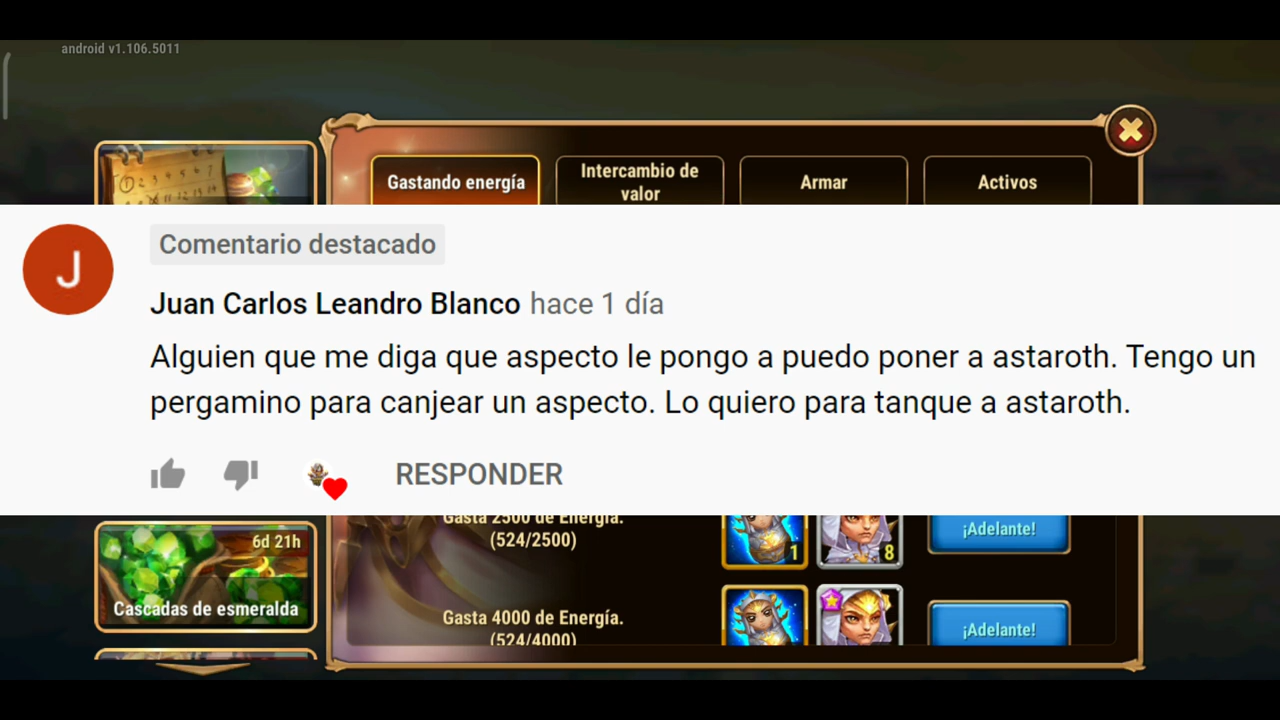 android v1.106.5011
Gastando energía
Intercambio de
valor
Armar
Activos
J
Comentario destacado
Juan Carlos Leandro Blanco hace 1 día
Alguien que me diga que aspecto le pongo a puedo poner a astaroth. Tengo un
pergamino para canjear un aspecto. Lo quiero para tanque a astaroth.
RESPONDER
6d 21h
Cascadas de esmeralda
Gasta 2500 de Energía.
(524/2500)
1
8
¡Adelante!
Gasta 4000 de Energía.
(524/4000)
¡Adelante!